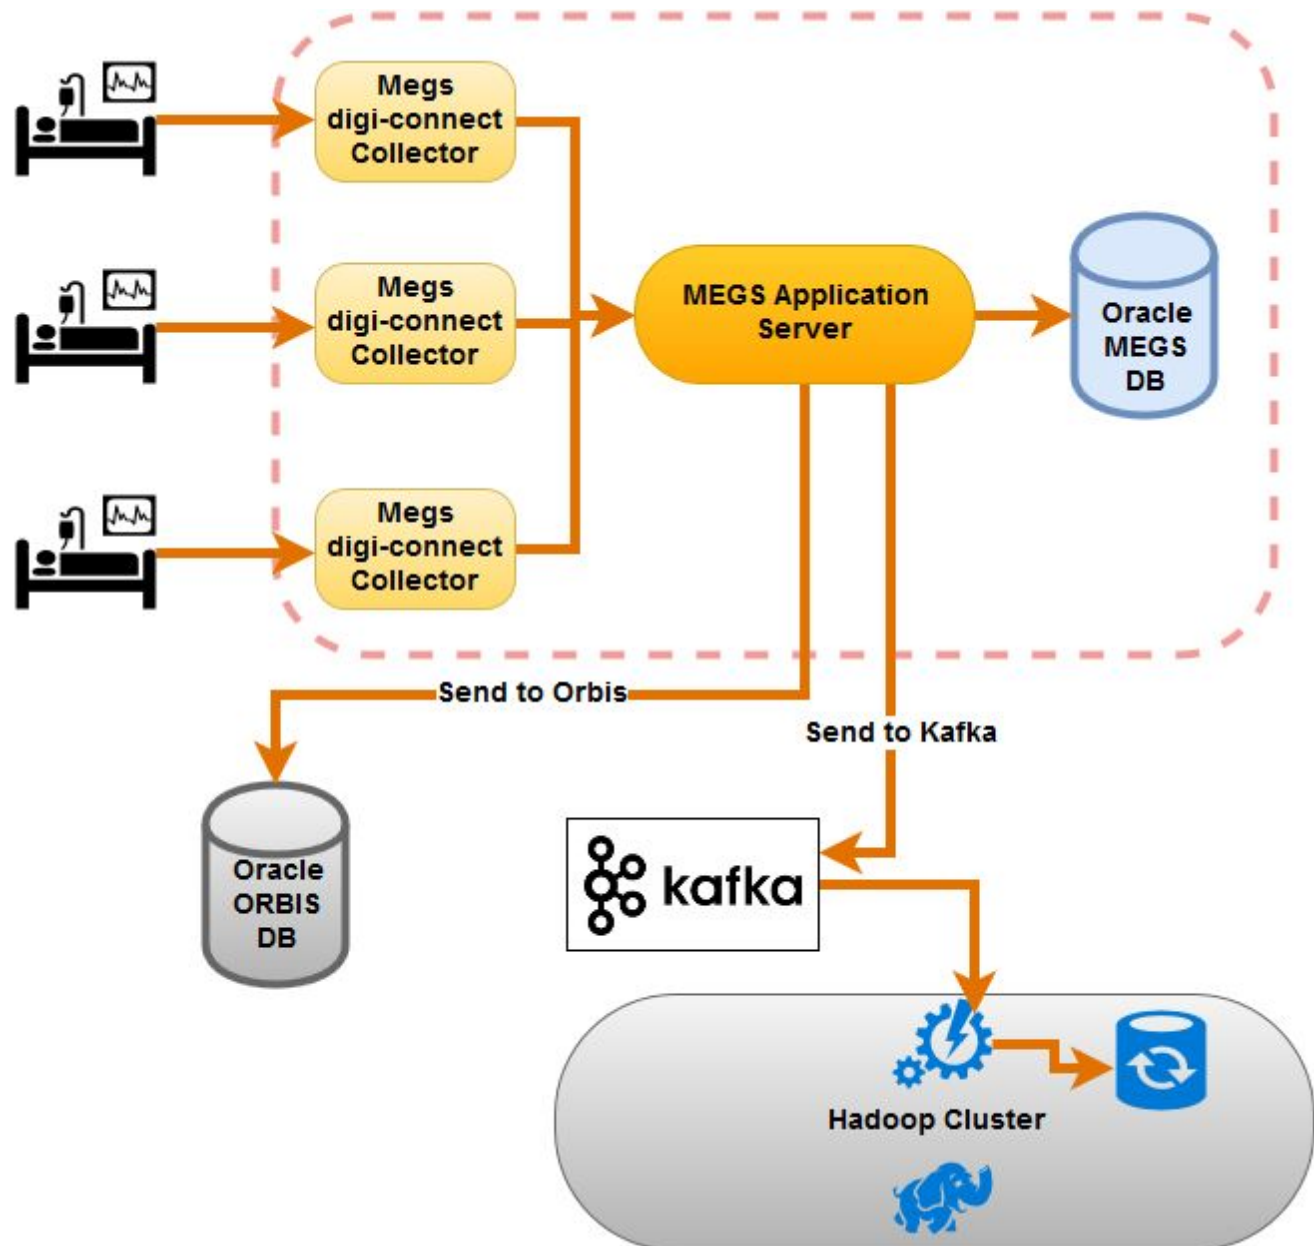 Megs
digi-connect
Collector
Megs
digi-connect
Collector
MEGS Application
Server
Oracle
MEGS
DB
Megs
digi-connect
Collector
Send to Orbis
Send to Kafka
Oracle
ORBIS
DB
kafka
Hadoop Cluster